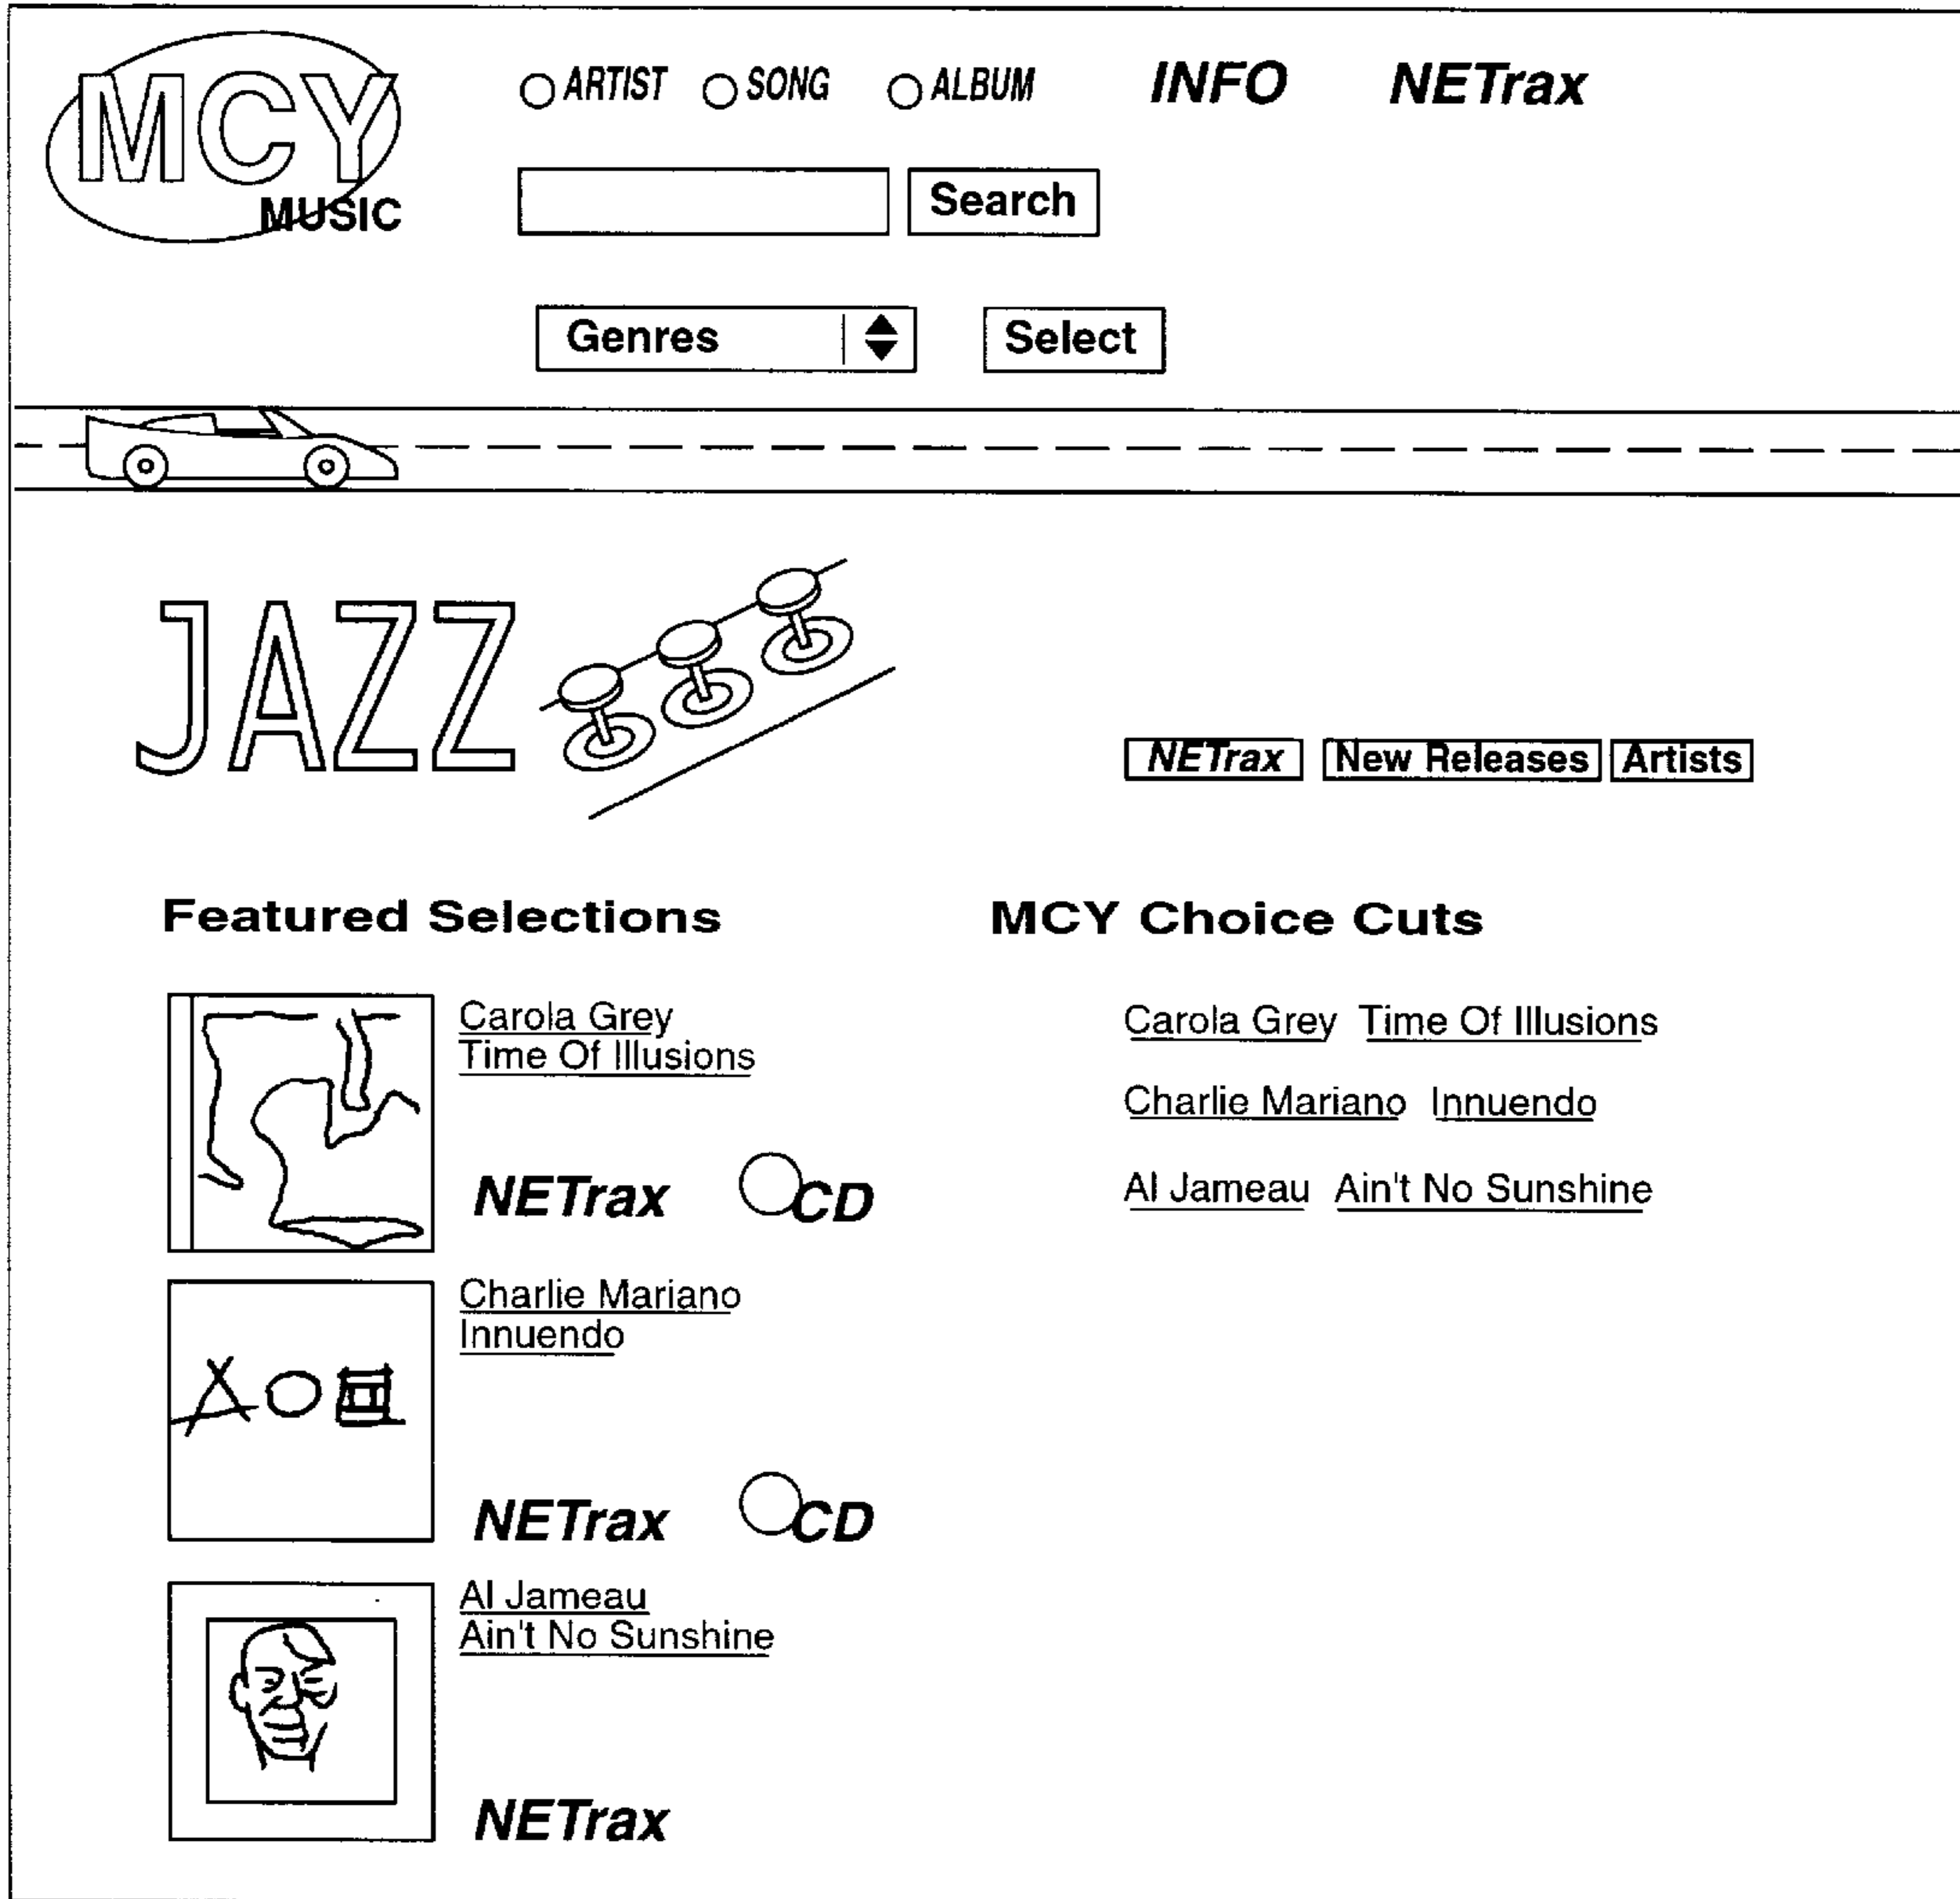 MCY
MUSIC
ARTIST SONG ALBUM INFO NETrax
Search
Genres Select
JAZZ
NETrax New Releases Artists
Featured Selections
Carola Grey
Time Of Illusions
NETrax CD
Charlie Mariano
Innuendo
NETrax CD
Al Jameau
Ain't No Sunshine
NETrax
MCY Choice Cuts
Carola Grey Time Of Illusions
Charlie Mariano Innuendo
Al Jameau Ain't No Sunshine